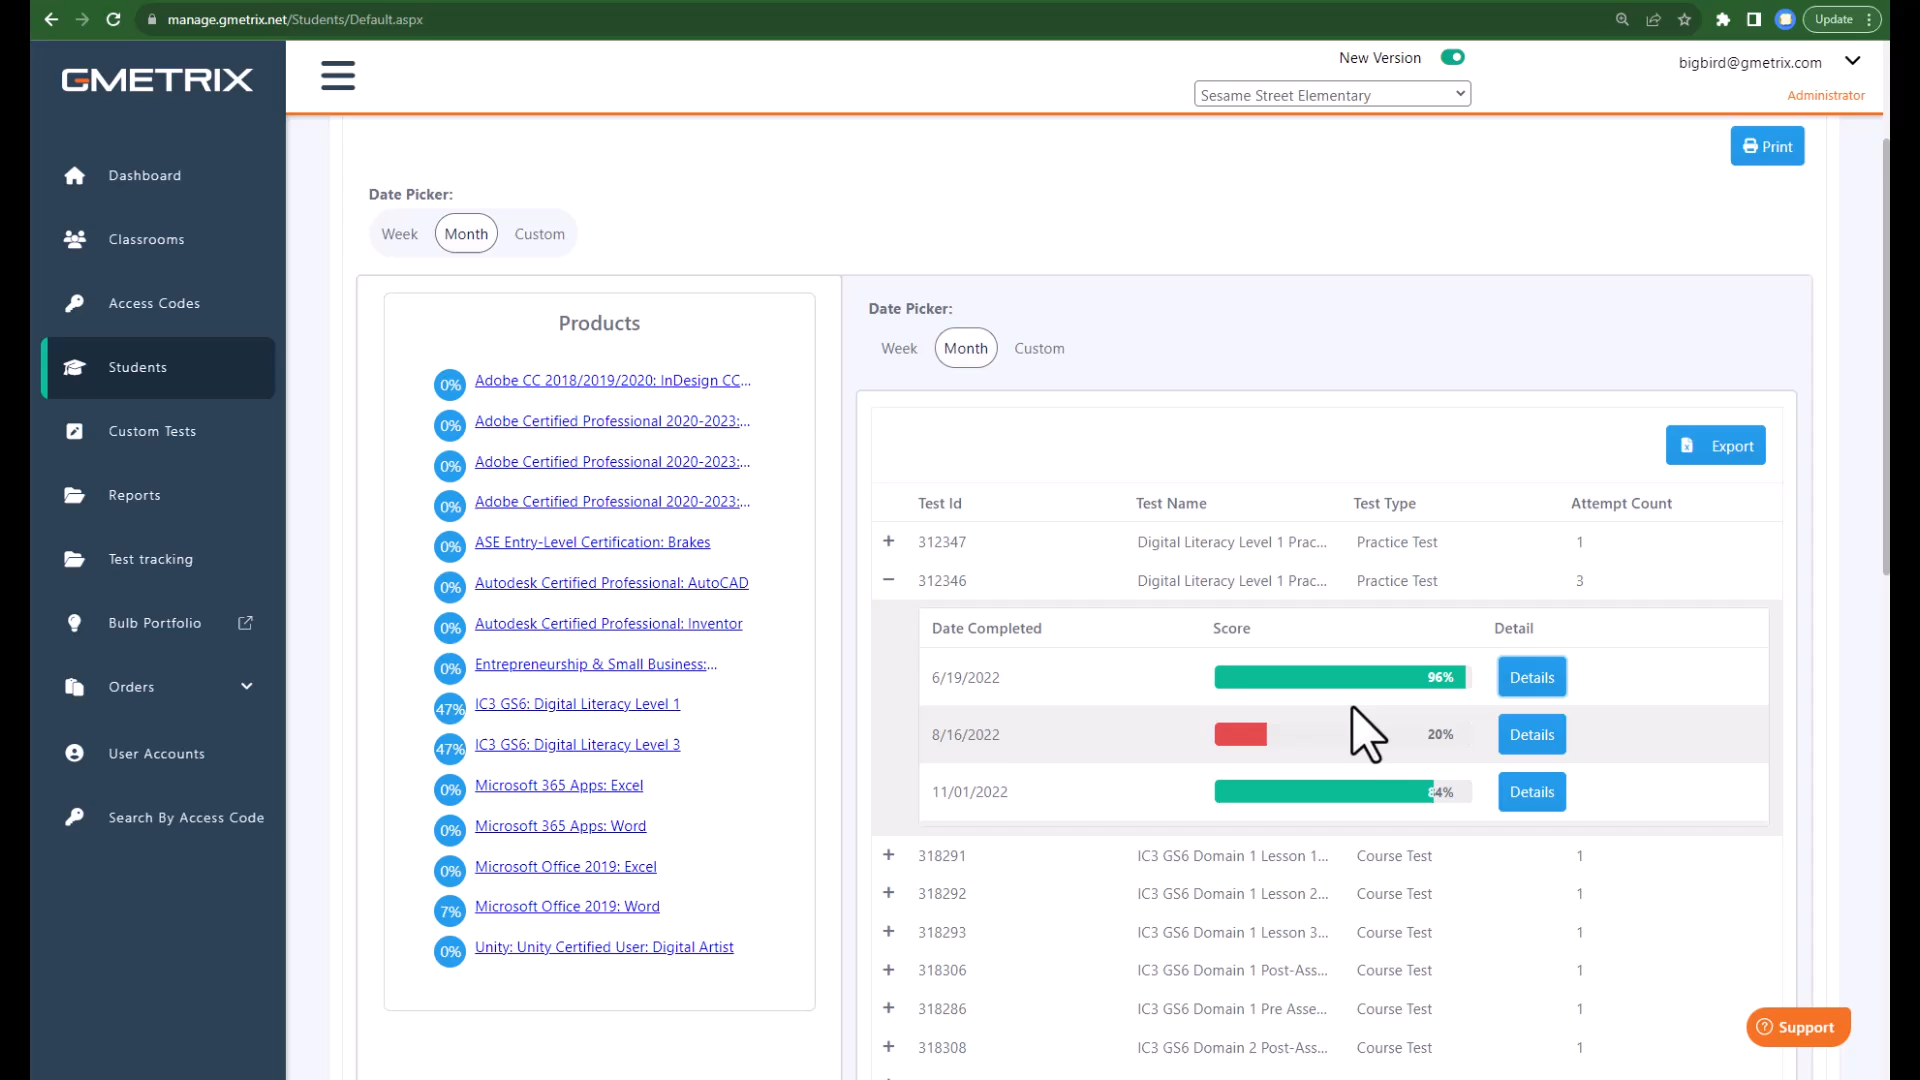 manage.gmetrix.net/Students/Default.aspx
Update
GMETRIX
New Version
bigbird@gmetrix.com
Sesame Street Elementary
Administrator
Print
Dashboard
Classrooms
Access Codes
Students
Custom Tests
Reports
Test tracking
Bulb Portfolio
Orders
User Accounts
Search By Access Code
Date Picker:
Week Month Custom
Products
0% Adobe CC 2018/2019/2020: InDesign CC...
0% Adobe Certified Professional 2020-2023:...
0% Adobe Certified Professional 2020-2023:...
0% Adobe Certified Professional 2020-2023:...
0% ASE Entry-Level Certification: Brakes
0% Autodesk Certified Professional: AutoCAD
0% Autodesk Certified Professional: Inventor
0% Entrepreneurship & Small Business:...
47% IC3 GS6: Digital Literacy Level 1
47% IC3 GS6: Digital Literacy Level 3
0% Microsoft 365 Apps: Excel
0% Microsoft 365 Apps: Word
0% Microsoft Office 2019: Excel
7% Microsoft Office 2019: Word
0% Unity: Unity Certified User: Digital Artist
Date Picker:
Week Month Custom
Export
Test Id Test Name Test Type Attempt Count
+ 312347 Digital Literacy Level 1 Prac... Practice Test 1
− 312346 Digital Literacy Level 1 Prac... Practice Test 3
Date Completed Score Detail
6/19/2022 96% Details
8/16/2022 20% Details
11/01/2022 84% Details
+ 318291 IC3 GS6 Domain 1 Lesson 1... Course Test 1
+ 318292 IC3 GS6 Domain 1 Lesson 2... Course Test 1
+ 318293 IC3 GS6 Domain 1 Lesson 3... Course Test 1
+ 318306 IC3 GS6 Domain 1 Post-Ass... Course Test 1
+ 318286 IC3 GS6 Domain 1 Pre Asse... Course Test 1
+ 318308 IC3 GS6 Domain 2 Post-Ass... Course Test 1
Support